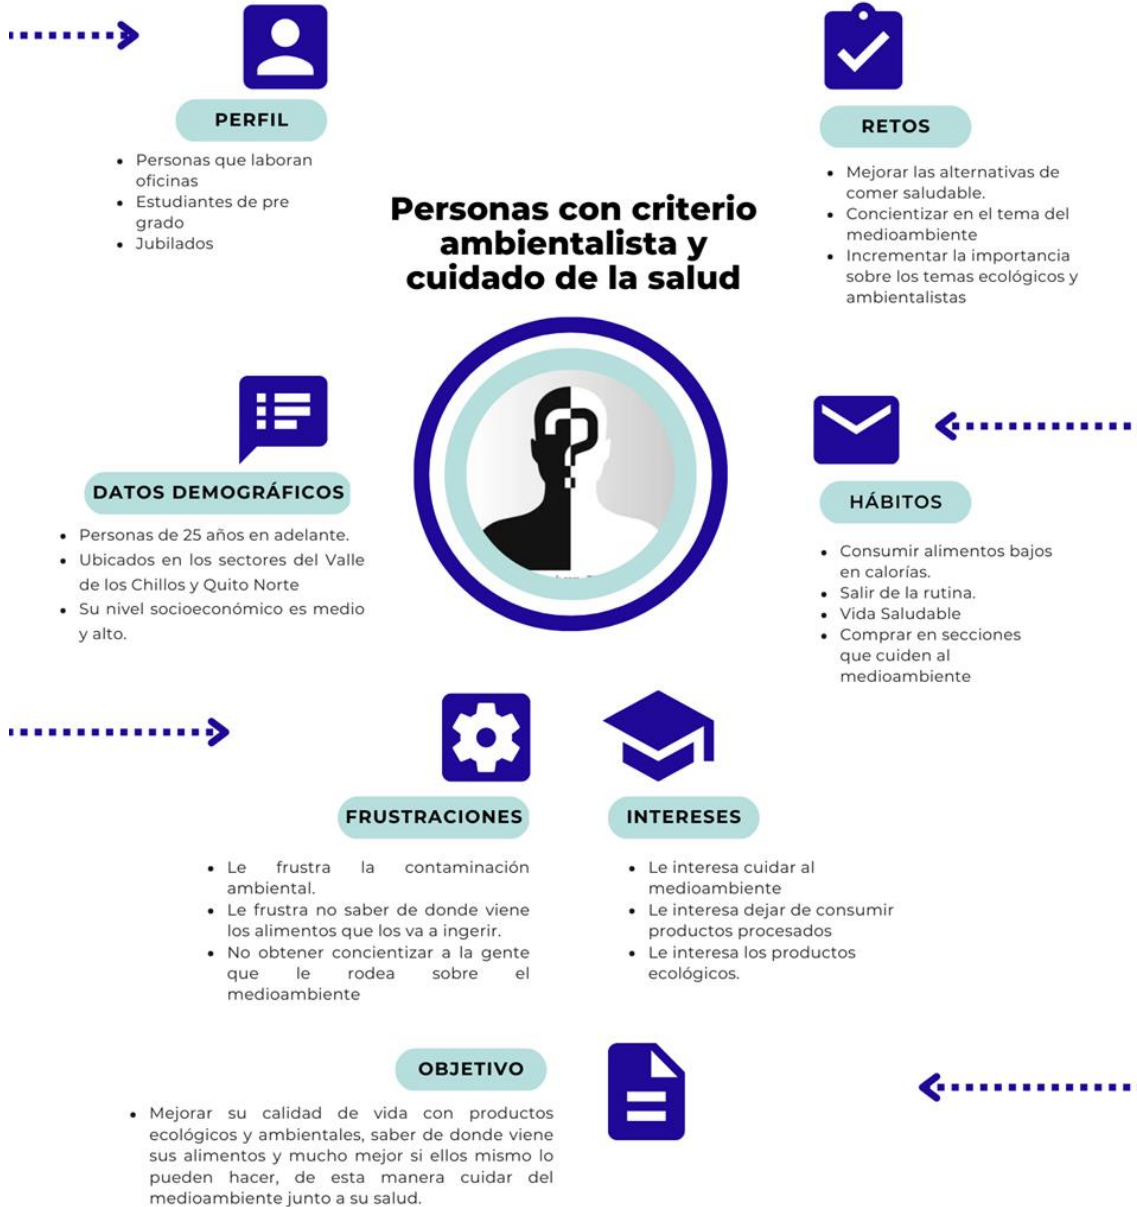 PERFIL
Personas que laboran
oficinas
Estudiantes de pre
grado
Jubilados
RETOS
Mejorar las alternativas de
comer saludable.
Concientizar en el tema del
medioambiente
Incrementar la importancia
sobre los temas ecológicos y
ambientalistas
Personas con criterio
ambientalista y
cuidado de la salud
DATOS DEMOGRÁFICOS
Personas de 25 años en adelante.
Ubicados en los sectores del Valle
de los Chillos y Quito Norte
Su nivel socioeconómico es medio
y alto.
HÁBITOS
Consumir alimentos bajos
en calorías.
Salir de la rutina.
Vida Saludable
Comprar en secciones
que cuiden al
medioambiente
FRUSTRACIONES
Le frustra la contaminación
ambiental.
Le frustra no saber de donde viene
los alimentos que los va a ingerir.
No obtener concientizar a la gente
que le rodea sobre el
medioambiente
INTERESES
Le interesa cuidar al
medioambiente
Le interesa dejar de consumir
productos procesados
Le interesa los productos
ecológicos.
OBJETIVO
Mejorar su calidad de vida con productos
ecológicos y ambientales, saber de donde viene
sus alimentos y mucho mejor si ellos mismo lo
pueden hacer, de esta manera cuidar del
medioambiente junto a su salud.